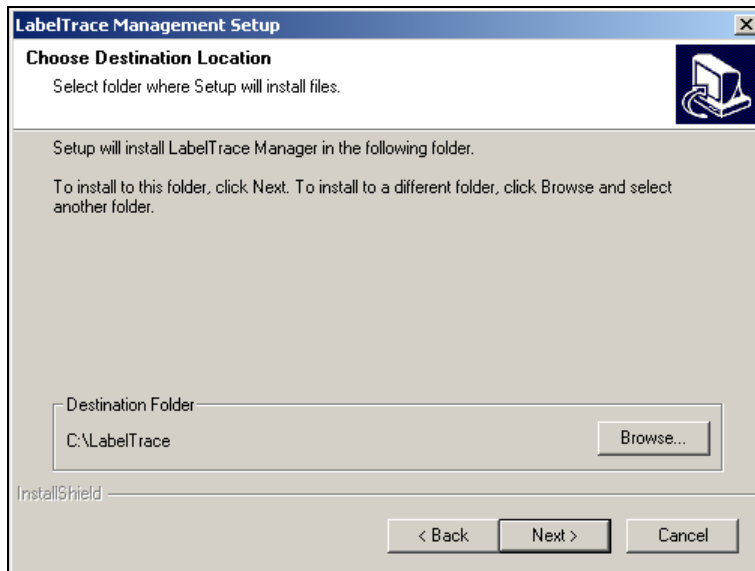 LabelTrace Management Setup
Choose Destination Location
Select folder where Setup will install files.
Setup will install LabelTrace Manager in the following folder.
To install to this folder, click Next. To install to a different folder, click Browse and select
another folder.
Destination Folder
C:\LabelTrace
Browse...
InstallShield
< Back
Next >
Cancel